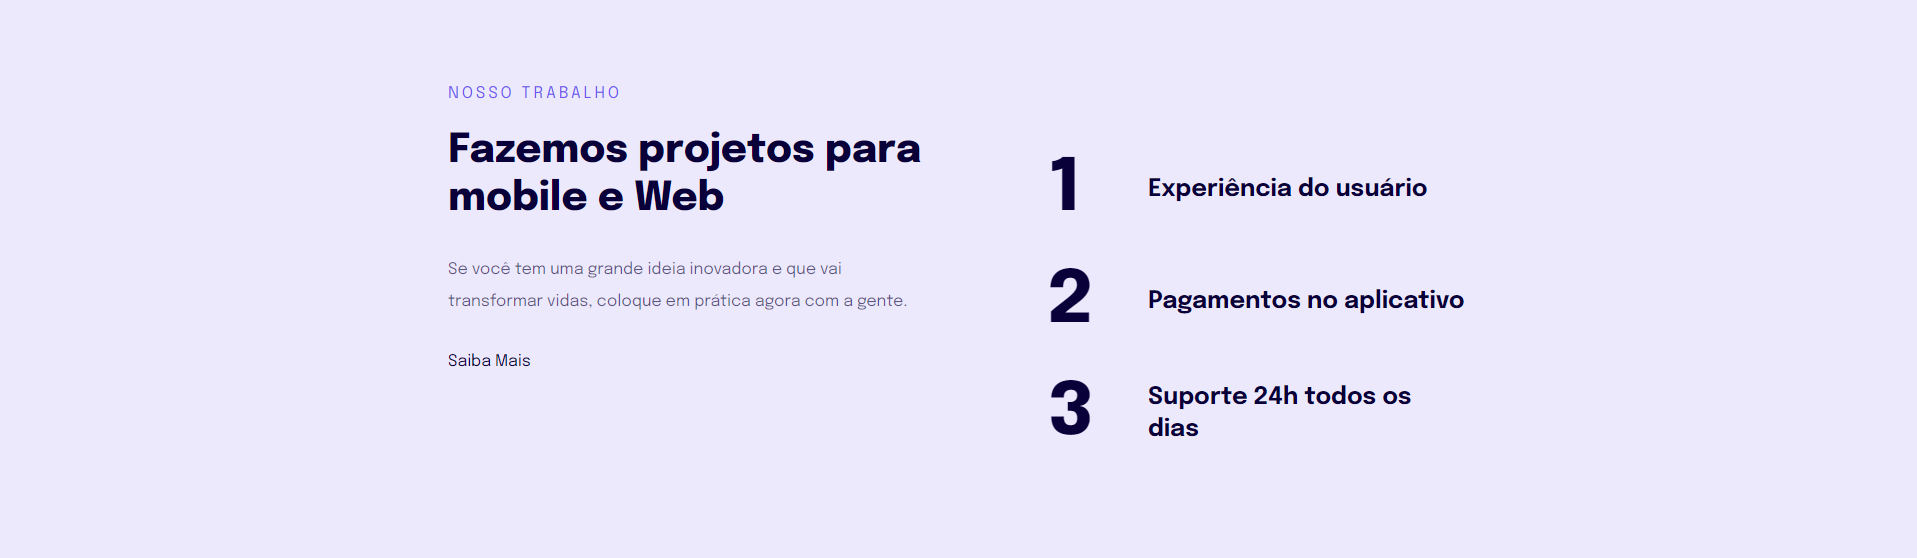 NOSSO TRABALHO
Fazemos projetos para
mobile e Web
Se você tem uma grande ideia inovadora e que vai
transformar vidas, coloque em prática agora com a gente.
Saiba Mais
1
Experiência do usuário
2
Pagamentos no aplicativo
3
Suporte 24h todos os
dias